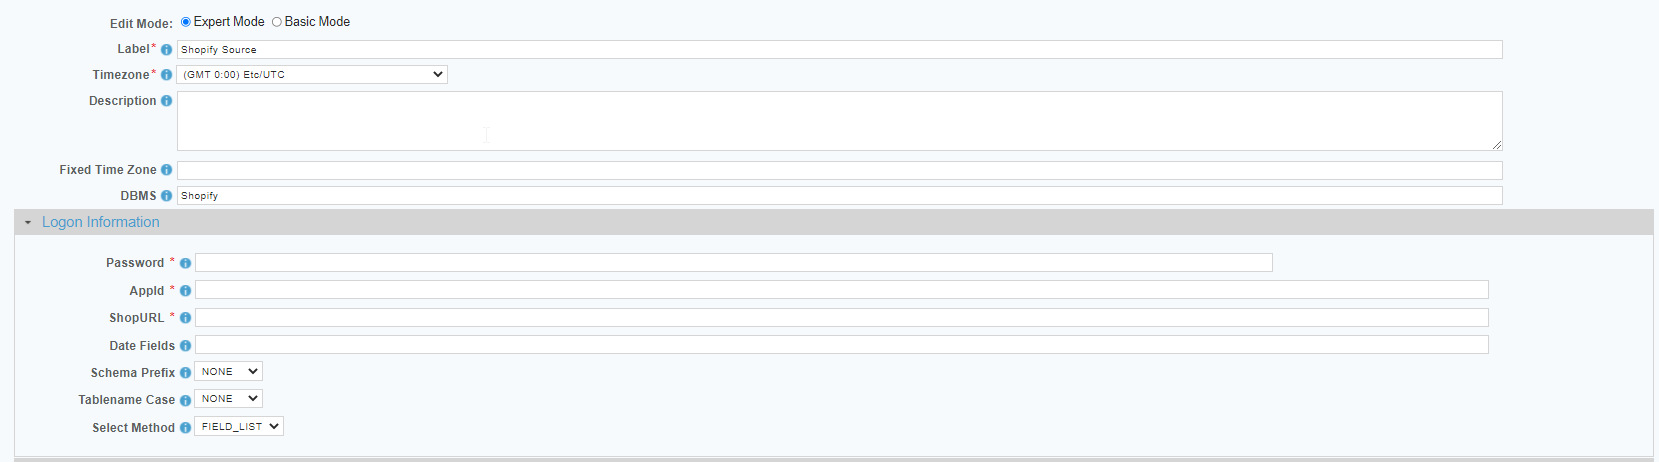 Edit Mode: Expert Mode Basic Mode
Label* Shopify Source
Timezone* (GMT 0:00) Etc/UTC
Description
Fixed Time Zone
DBMS Shopify
Logon Information
Password *
AppId *
ShopURL *
Date Fields
Schema Prefix NONE
Tablename Case NONE
Select Method FIELD_LIST